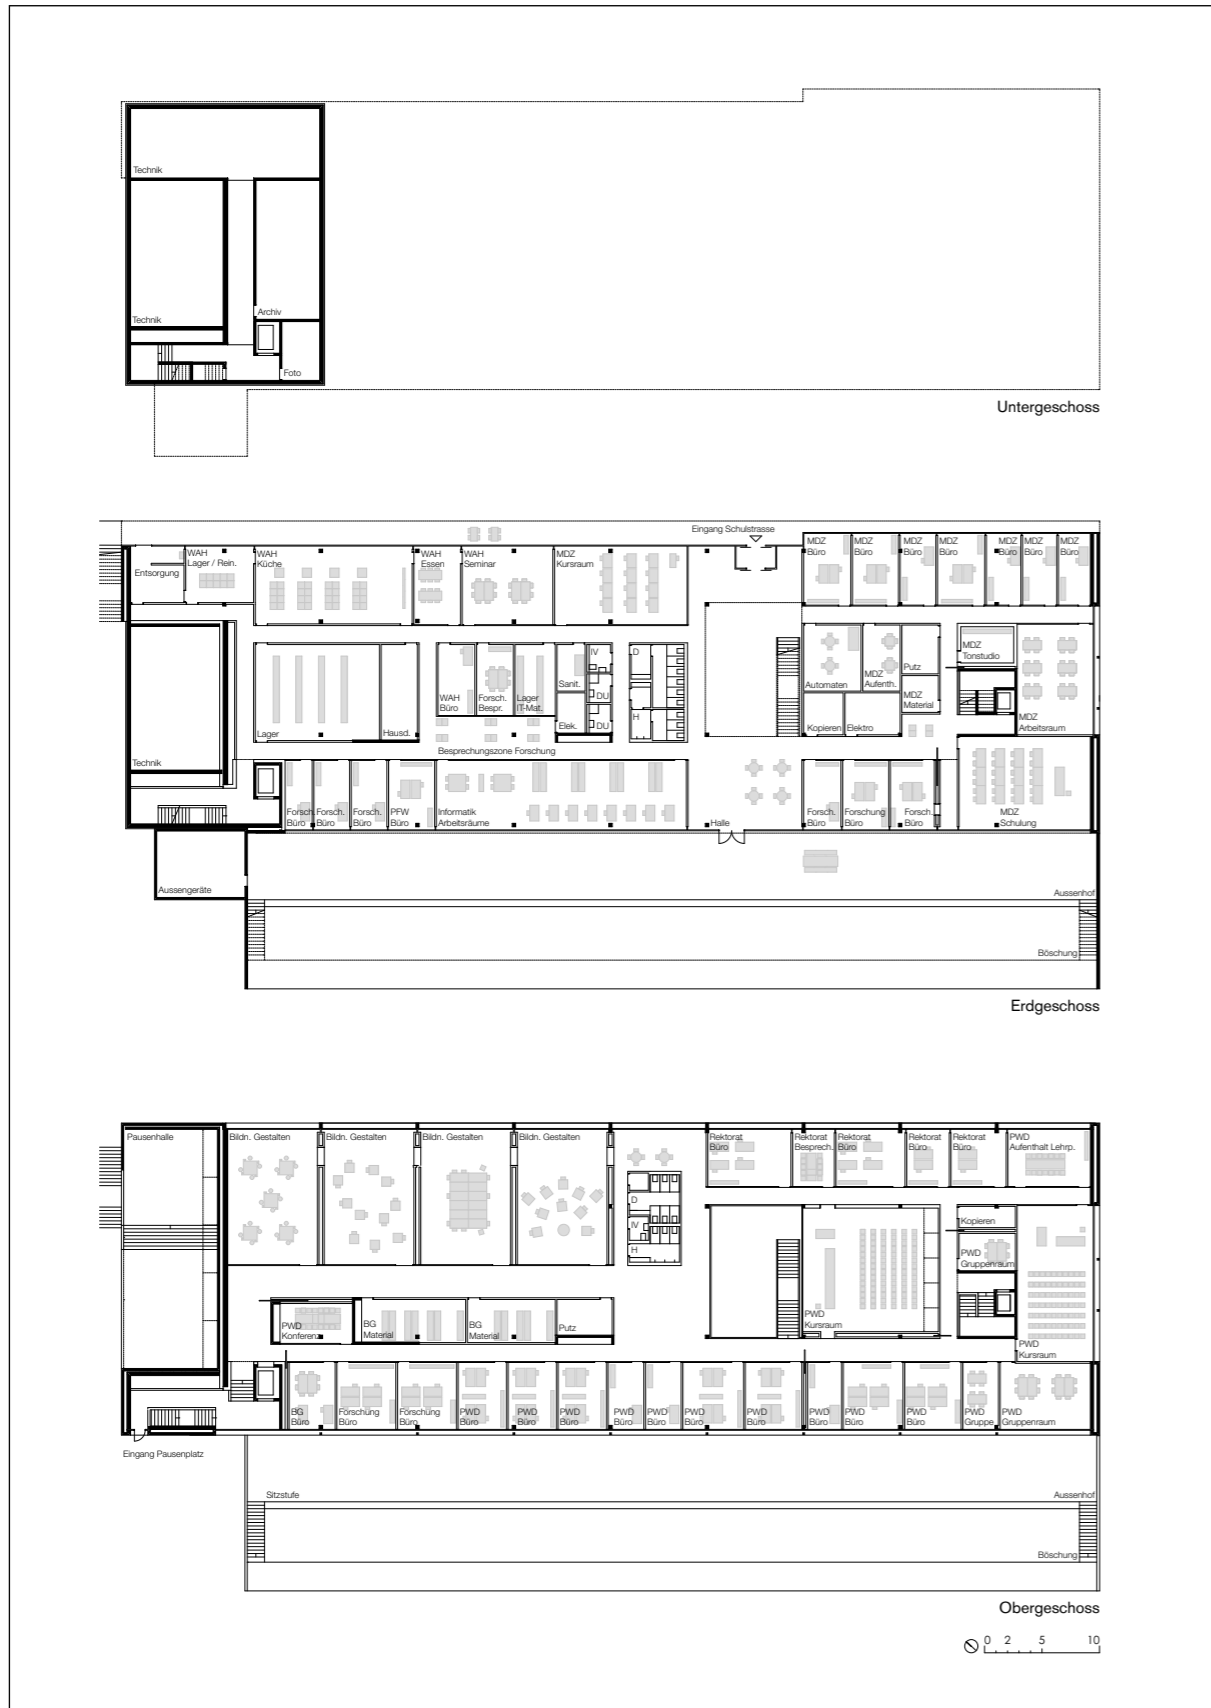 Technik
Technik
Archiv
Foto
Untergeschoss
Eingang Schulstrasse
Entsorgung
WAH
Lager / Rein.
WAH
Küche
WAH
Essen
WAH
Seminar
MDZ
Kursraum
MDZ
Büro
MDZ
Büro
MDZ
Büro
MDZ
Büro
MDZ
Büro
MDZ
Büro
MDZ
Büro
Technik
Lager
Hausd.
WAH
Büro
Forsch.
Bespr.
Lager
IT-Mat.
Sanit.
Elek.
IV
DU
DU
D
H
Automaten
MDZ
Aufenth.
Putz
MDZ
Material
Kopieren
Elektro
MDZ
Tonstudio
MDZ
Arbeitsraum
Besprechungszone Forschung
Forsch.
Büro
Forsch.
Büro
Forsch.
Büro
PFW
Büro
Informatik
Arbeitsräume
Halle
Forsch.
Büro
Forschung
Büro
Forsch.
Büro
MDZ
Schulung
Aussengeräte
Aussenhof
Böschung
Erdgeschoss
Pausenhalle
Bildn. Gestalten
Bildn. Gestalten
Bildn. Gestalten
Bildn. Gestalten
Rektorat
Büro
Rektorat
Besprech.
Rektorat
Büro
Rektorat
Büro
Rektorat
Büro
PWD
Aufenthalt Lehrp.
D
IV
H
Kopieren
PWD
Gruppenraum
PWD
Kursraum
PWD
Kursraum
PWD
Konferenz
BG
Material
BG
Material
Putz
BG
Büro
Forschung
Büro
Forschung
Büro
PWD
Büro
PWD
Büro
PWD
Büro
PWD
Büro
PWD
Büro
PWD
Büro
PWD
Büro
PWD
Büro
PWD
Büro
PWD
Büro
PWD
Gruppe
PWD
Gruppenraum
Eingang Pausenplatz
Sitzstufe
Aussenhof
Böschung
Obergeschoss
0 2 5 10